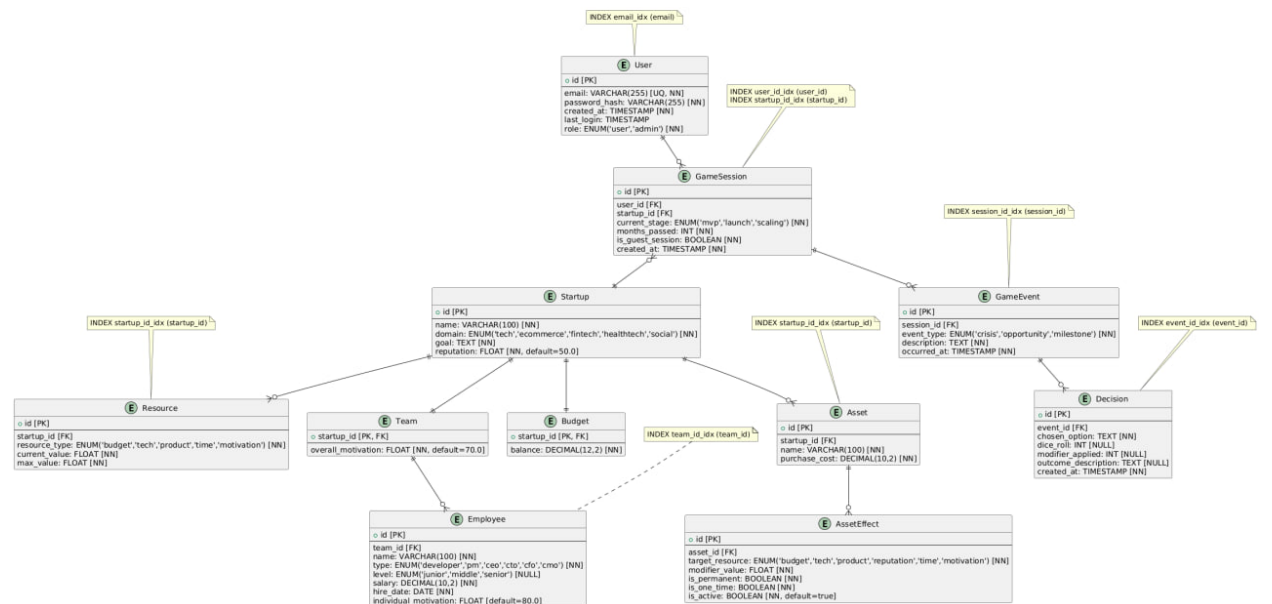 INDEX email_idx (email)
E User
id [PK]
email: VARCHAR(255) [UQ, NN]
password_hash: VARCHAR(255) [NN]
created_at: TIMESTAMP [NN]
last_login: TIMESTAMP
role: ENUM('user','admin') [NN]
INDEX user_id_idx (user_id)
INDEX startup_id_idx (startup_id)
E GameSession
id [PK]
user_id [FK]
startup_id [FK]
current_stage: ENUM('mvp','launch','scaling') [NN]
months_passed: INT [NN]
is_guest_session: BOOLEAN [NN]
created_at: TIMESTAMP [NN]
INDEX session_id_idx (session_id)
E Startup
id [PK]
name: VARCHAR(100) [NN]
domain: ENUM('tech','ecommerce','fintech','healthtech','social') [NN]
goal: TEXT [NN]
reputation: FLOAT [NN, default=50.0]
E GameEvent
id [PK]
session_id [FK]
event_type: ENUM('crisis','opportunity','milestone') [NN]
description: TEXT [NN]
occurred_at: TIMESTAMP [NN]
INDEX startup_id_idx (startup_id)
INDEX startup_id_idx (startup_id)
INDEX event_id_idx (event_id)
E Resource
id [PK]
startup_id [FK]
resource_type: ENUM('budget','tech','product','time','motivation') [NN]
current_value: FLOAT [NN]
max_value: FLOAT [NN]
E Team
startup_id [PK, FK]
overall_motivation: FLOAT [NN, default=70.0]
E Budget
startup_id [PK, FK]
balance: DECIMAL(12,2) [NN]
INDEX team_id_idx (team_id)
E Asset
id [PK]
startup_id [FK]
name: VARCHAR(100) [NN]
purchase_cost: DECIMAL(10,2) [NN]
E Decision
id [PK]
event_id [FK]
chosen_option: TEXT [NN]
dice_roll: INT [NULL]
modifier_applied: INT [NULL]
outcome_description: TEXT [NULL]
created_at: TIMESTAMP [NN]
E Employee
id [PK]
team_id [FK]
name: VARCHAR(100) [NN]
type: ENUM('developer','pm','ceo','cto','cfo','cmo') [NN]
level: ENUM('junior','middle','senior') [NULL]
salary: DECIMAL(10,2) [NN]
hire_date: DATE [NN]
individual_motivation: FLOAT [default=80.0]
E AssetEffect
id [PK]
asset_id [FK]
target_resource: ENUM('budget','tech','product','reputation','time','motivation') [NN]
modifier_value: FLOAT [NN]
is_permanent: BOOLEAN [NN]
is_one_time: BOOLEAN [NN]
is_active: BOOLEAN [NN, default=true]